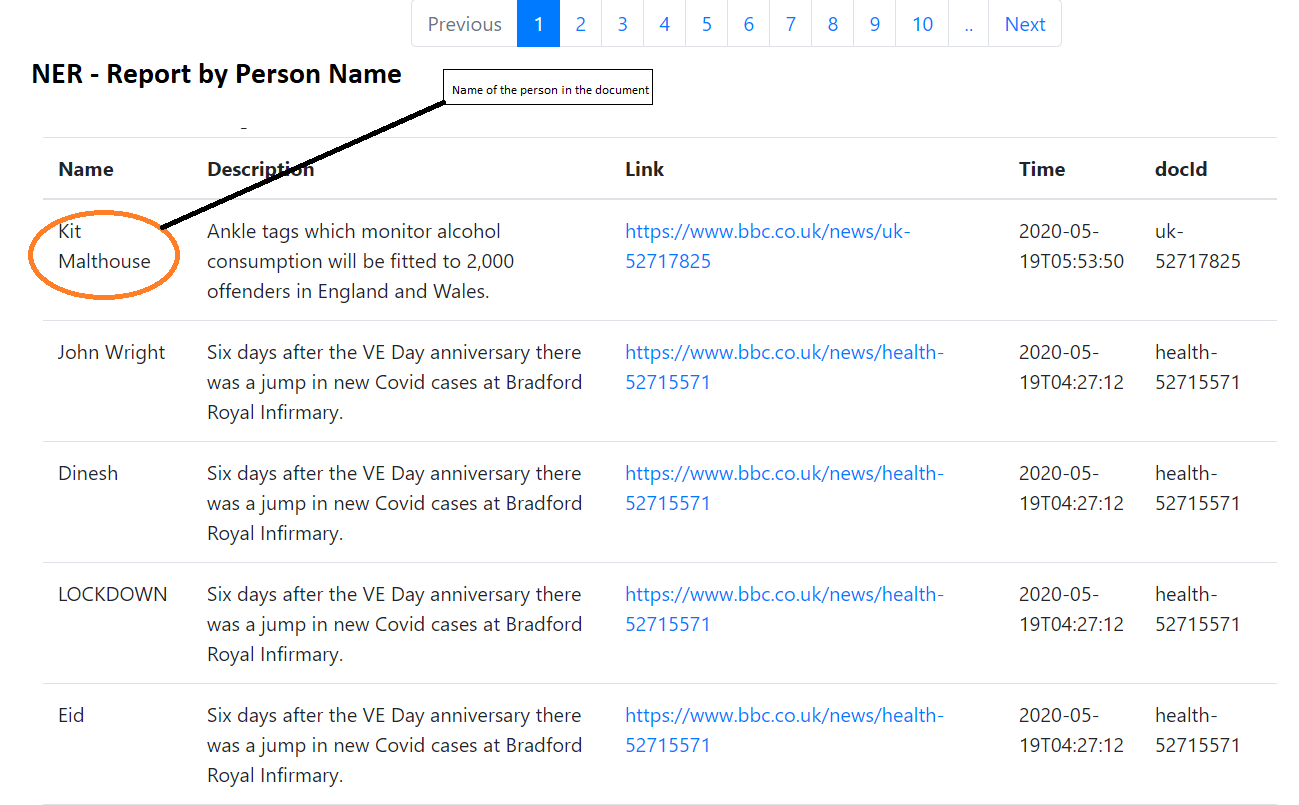 Previous 1 2 3 4 5 6 7 8 9 10 .. Next
NER - Report by Person Name
Name of the person in the document
Name Description Link Time docId
Kit Ankle tags which monitor alcohol https://www.bbc.co.uk/news/uk- 2020-05- uk-
Malthouse consumption will be fitted to 2,000 52717825 19T05:53:50 52717825
offenders in England and Wales.
John Wright Six days after the VE Day anniversary there https://www.bbc.co.uk/news/health- 2020-05- health-
was a jump in new Covid cases at Bradford 52715571 19T04:27:12 52715571
Royal Infirmary.
Dinesh Six days after the VE Day anniversary there https://www.bbc.co.uk/news/health- 2020-05- health-
was a jump in new Covid cases at Bradford 52715571 19T04:27:12 52715571
Royal Infirmary.
LOCKDOWN Six days after the VE Day anniversary there https://www.bbc.co.uk/news/health- 2020-05- health-
was a jump in new Covid cases at Bradford 52715571 19T04:27:12 52715571
Royal Infirmary.
Eid Six days after the VE Day anniversary there https://www.bbc.co.uk/news/health- 2020-05- health-
was a jump in new Covid cases at Bradford 52715571 19T04:27:12 52715571
Royal Infirmary.